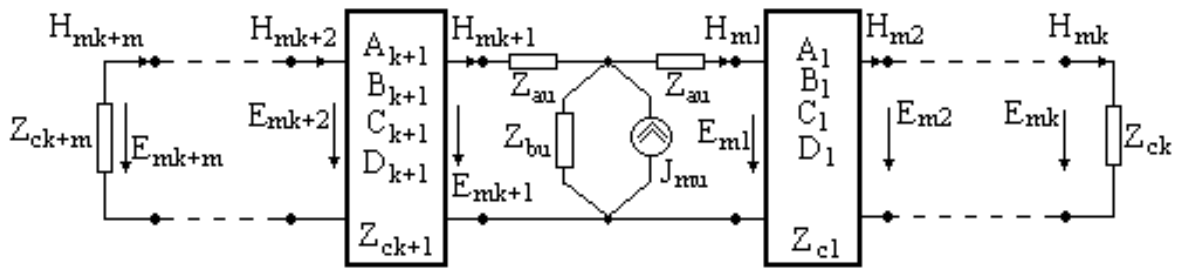 H_mk+m H_mk+2 A_k+1 H_mk+1 H_m1 A_1 H_m2 H_mk
B_k+1 Z_au Z_au B_1
Z_ck+m E_mk+m E_mk+2 C_k+1 Z_bu E_m1 C_1 E_m2 E_mk Z_ck
D_k+1 E_mk+1 J_mu D_1
Z_ck+1 Z_c1